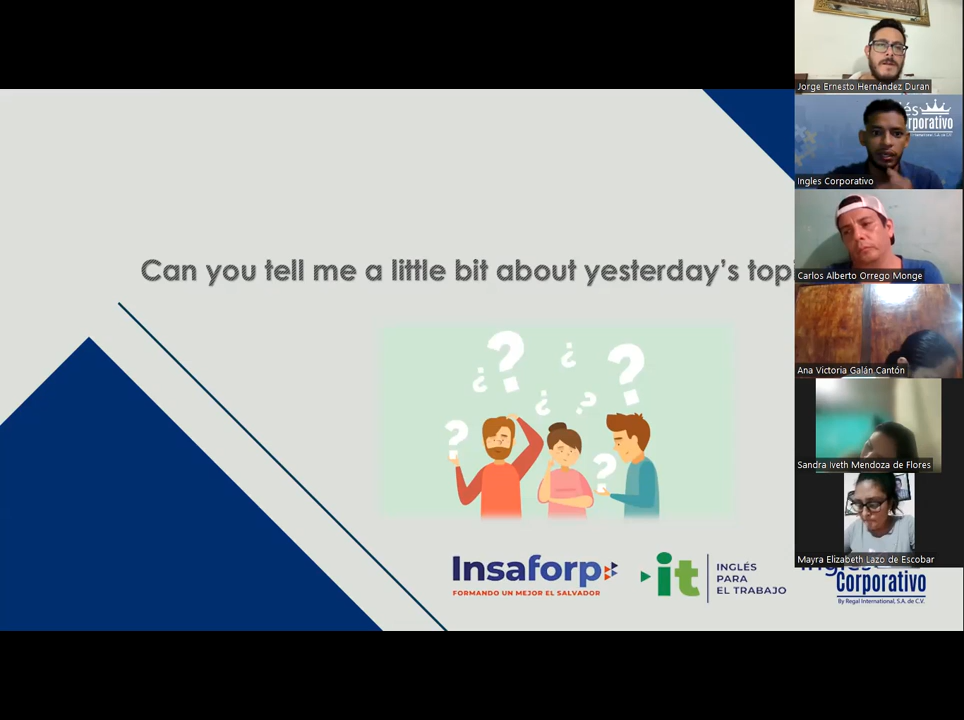 Jorge Ernesto Hernández Duran
Ingles Corporativo
Carlos Alberto Orrego Monge
Can you tell me a little bit about yesterday's topi
Ana Victoria Galán Cantón
Sandra Iveth Mendoza de Flores
Mayra Elizabeth Lazo de Escobar
? ¿ ? ¿ ¿ ? ? ?
Insaforp
FORMANDO UN MEJOR EL SALVADOR
it
INGLÉS
PARA
EL TRABAJO
Corporativo
By Regal International, S.A. de C.V.